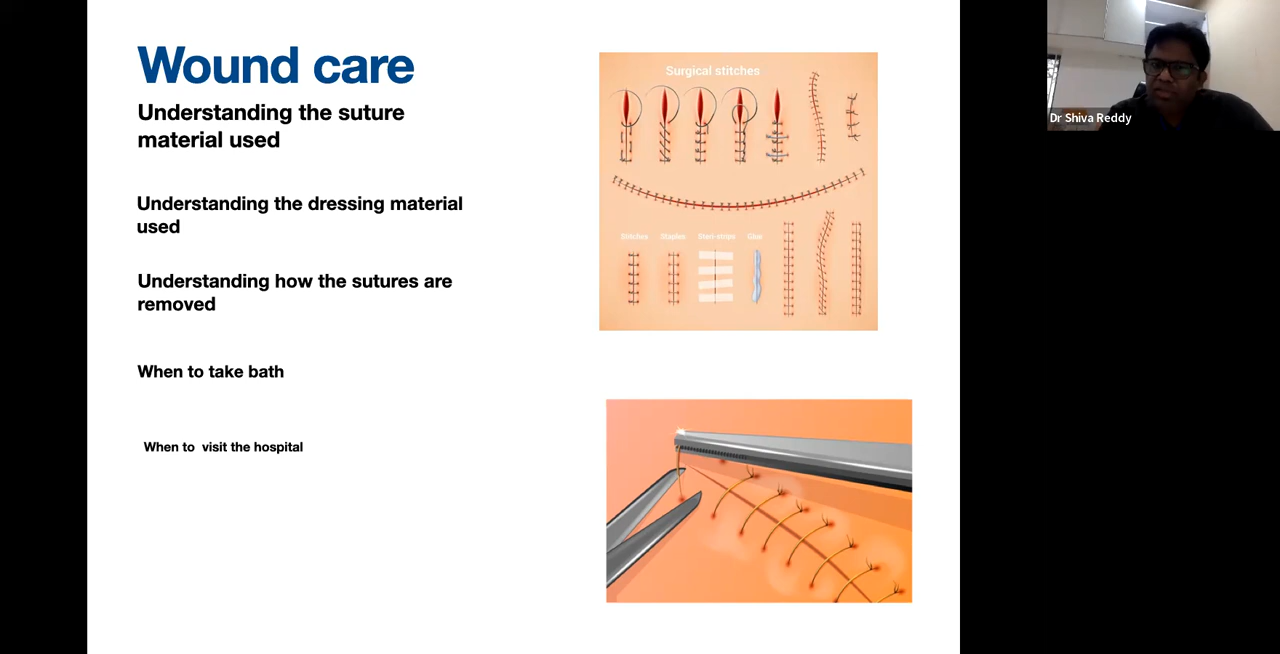 Wound care
Understanding the suture
material used
Understanding the dressing material
used
Understanding how the sutures are
removed
When to take bath
When to  visit the hospital
Surgical stitches
Stitches
Staples
Steri-strips
Glue
Dr Shiva Reddy